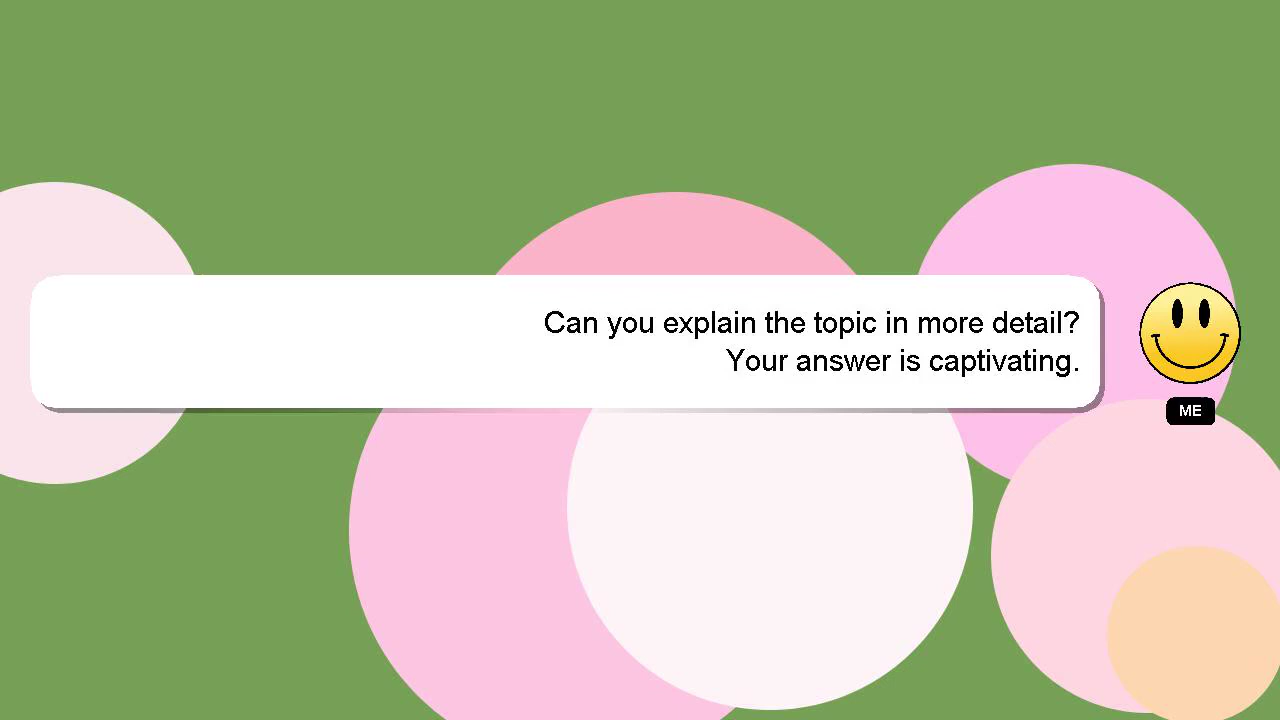 Can you explain the topic in more detail?
Your answer is captivating.
ME